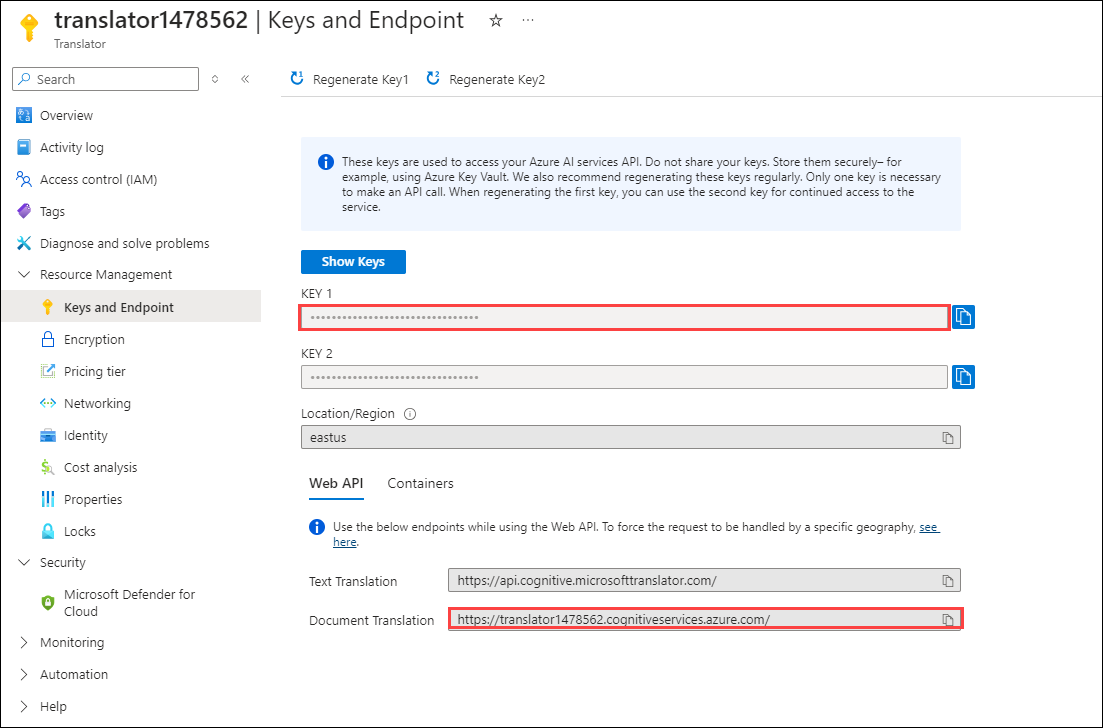 translator1478562 | Keys and Endpoint
Translator
Search
Overview
Activity log
Access control (IAM)
Tags
Diagnose and solve problems
Resource Management
Keys and Endpoint
Encryption
Pricing tier
Networking
Identity
Cost analysis
Properties
Locks
Security
Microsoft Defender for
Cloud
Monitoring
Automation
Help
Regenerate Key1
Regenerate Key2
These keys are used to access your Azure AI services API. Do not share your keys. Store them securely– for
example, using Azure Key Vault. We also recommend regenerating these keys regularly. Only one key is necessary
to make an API call. When regenerating the first key, you can use the second key for continued access to the
service.
Show Keys
KEY 1
•••••••••••••••••••••••••••••••
KEY 2
•••••••••••••••••••••••••••••••
Location/Region
eastus
Web API
Containers
Use the below endpoints while using the Web API. To force the request to be handled by a specific geography, see
here.
Text Translation
https://api.cognitive.microsofttranslator.com/
Document Translation
https://translator1478562.cognitiveservices.azure.com/